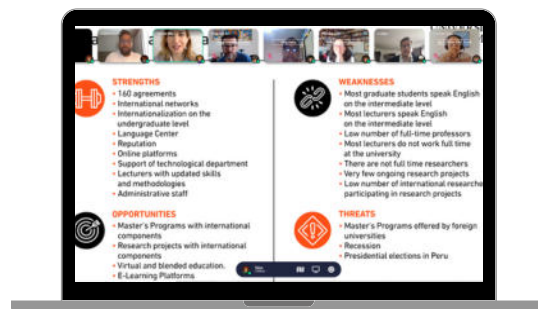 STRENGTHS
• 160 agreements
• International networks
• Internationalization on the
undergraduate level
• Language Center
• Reputation
• Online platforms
• Support of technological department
• Lecturers with updated skills
and methodologies
• Administrative staff
WEAKNESSES
• Most graduate students speak English
on the intermediate level
• Most lecturers speak English
on the intermediate level
• Low number of full-time professors
• Most lecturers do not work full time
at the university
• There are not full time researchers
• Very few ongoing research projects
• Low number of international researche
participating in research projects
OPPORTUNITIES
• Master's Programs with international
components
• Research projects with international
components
• Virtual and blended education.
• E-Learning Platforms
THREATS
• Master's Programs offered by foreign
universities
• Recession
• Presidential elections in Peru